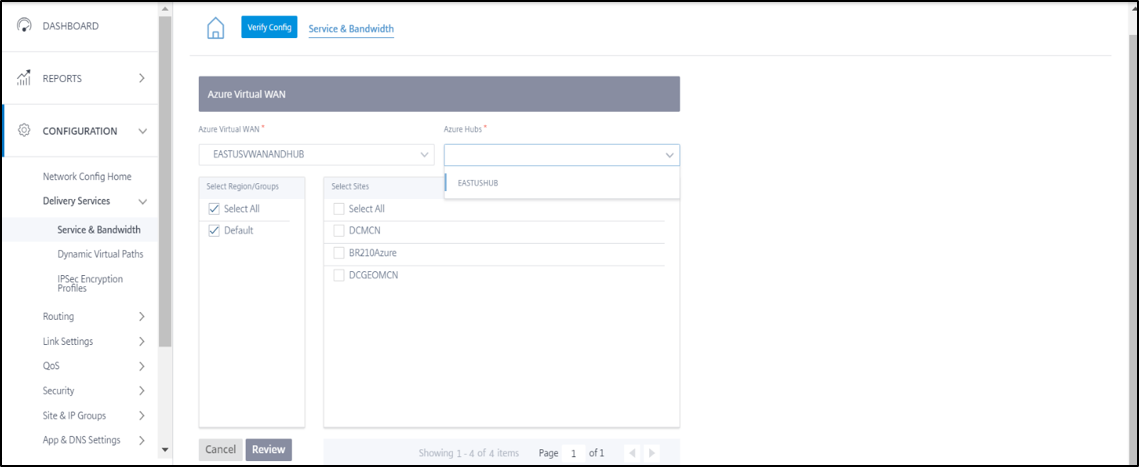 DASHBOARD
REPORTS
CONFIGURATION
Network Config Home
Delivery Services
Service & Bandwidth
Dynamic Virtual Paths
IPSec Encryption
Profiles
Routing
Link Settings
QoS
Security
Site & IP Groups
App & DNS Settings
Verify Config
Service & Bandwidth
Azure Virtual WAN
Azure Virtual WAN *
EASTUSVWANANDHUB
Azure Hubs *
EASTUSHUB
Select Region/Groups
Select All
Default
Select Sites
Select All
DCMCN
BR210Azure
DCGEOMCN
Cancel
Review
Showing 1 - 4 of 4 items
Page 1 of 1